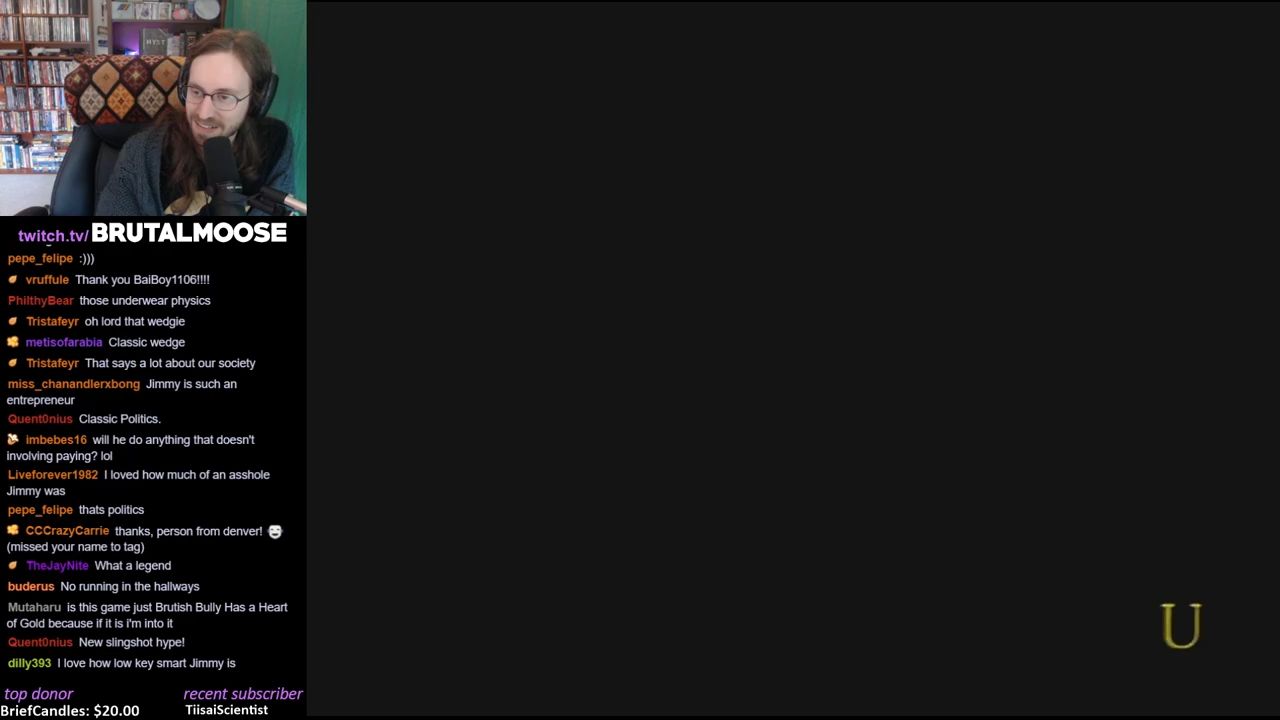 MYST
twitch.tv/BRUTALMOOSE
pepe_felipe :)))
vruffule Thank you BaiBoy1106!!!!
PhilthyBear those underwear physics
Tristafeyr oh lord that wedgie
metisofarabia Classic wedge
Tristafeyr That says a lot about our society
miss_chanandlerxbong Jimmy is such an
entrepreneur
Quent0nius Classic Politics.
imbebes16 will he do anything that doesn't
involving paying? lol
Liveforever1982 I loved how much of an asshole
Jimmy was
pepe_felipe thats politics
CCCrazyCarrie thanks, person from denver!
(missed your name to tag)
TheJayNite What a legend
buderus No running in the hallways
Mutaharu is this game just Brutish Bully Has a Heart
of Gold because if it is i'm into it
Quent0nius New slingshot hype!
dilly393 I love how low key smart Jimmy is
top donor recent subscriber
BriefCandles: $20.00 TiisaiScientist
U